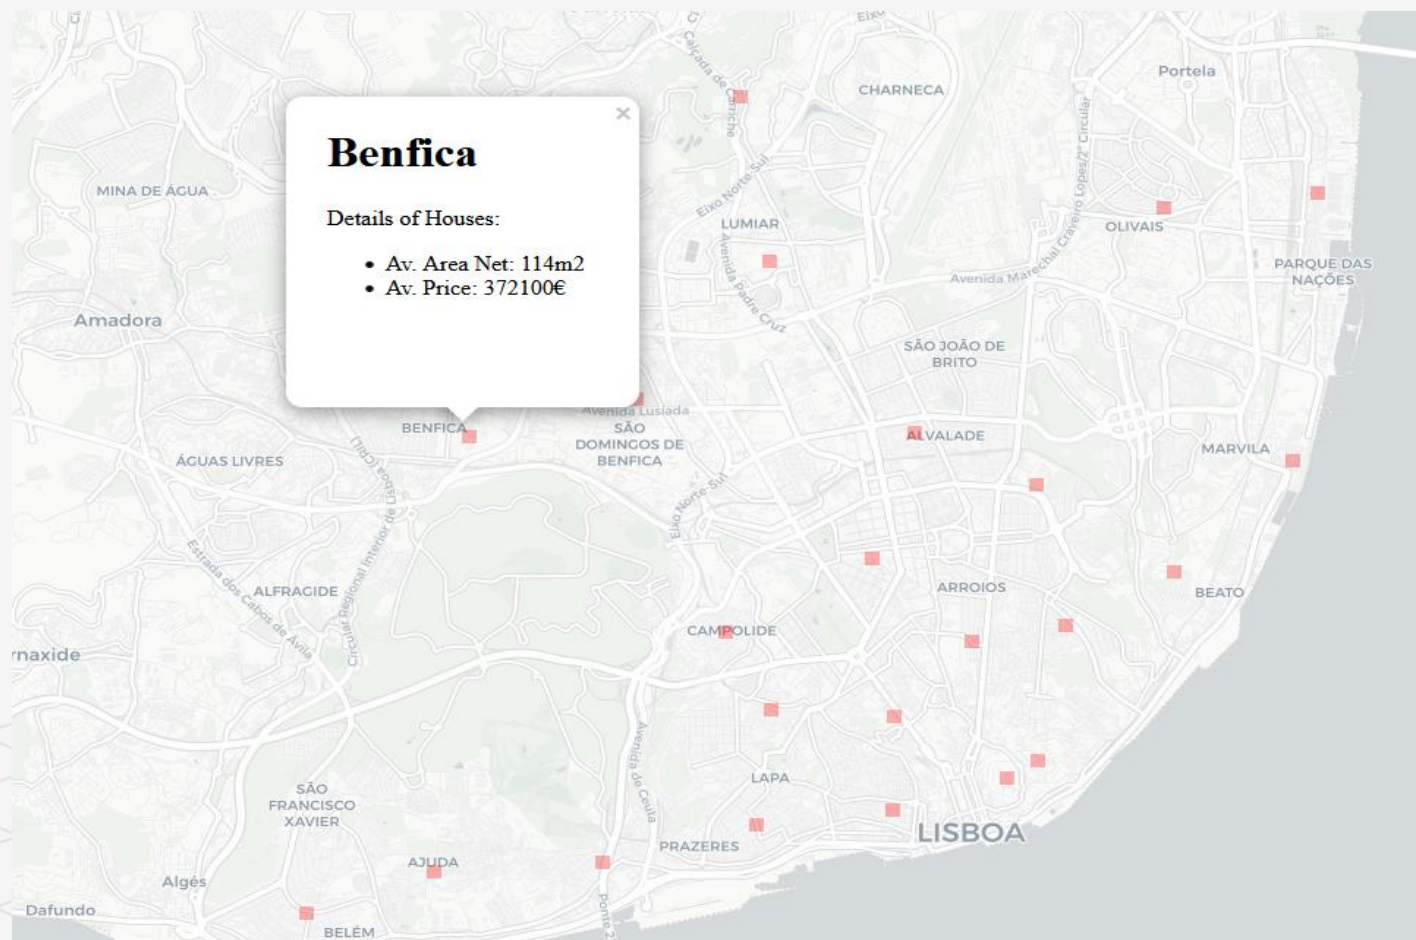 Eixo
Portela
CHARNECA
Calçada de Carriche
×
Benfica
MINA DE ÁGUA
Details of Houses:
• Av. Area Net: 114m2
• Av. Price: 372100€
Eixo Norte-Sul
LUMIAR
OLIVAIS
Avenida Marechal Craveiro Lopes/2ª Circular
PARQUE DAS
NAÇÕES
Avenida Padre Cruz
Amadora
SÃO JOÃO DE
BRITO
Avenida Lusíada
BENFICA
SÃO
DOMINGOS DE
BENFICA
ALVALADE
MARVILA
ÁGUAS LIVRES
Circular Regional Interior de Lisboa (CRIL)
Eixo Norte-Sul
Estrada dos Cabos de Ávila
ALFRAGIDE
ARROIOS
BEATO
CAMPOLIDE
rnaxide
Avenida de Ceuta
LAPA
SÃO
FRANCISCO
XAVIER
LISBOA
PRAZERES
AJUDA
Algés
Dafundo
Ponte 2
BELÉM